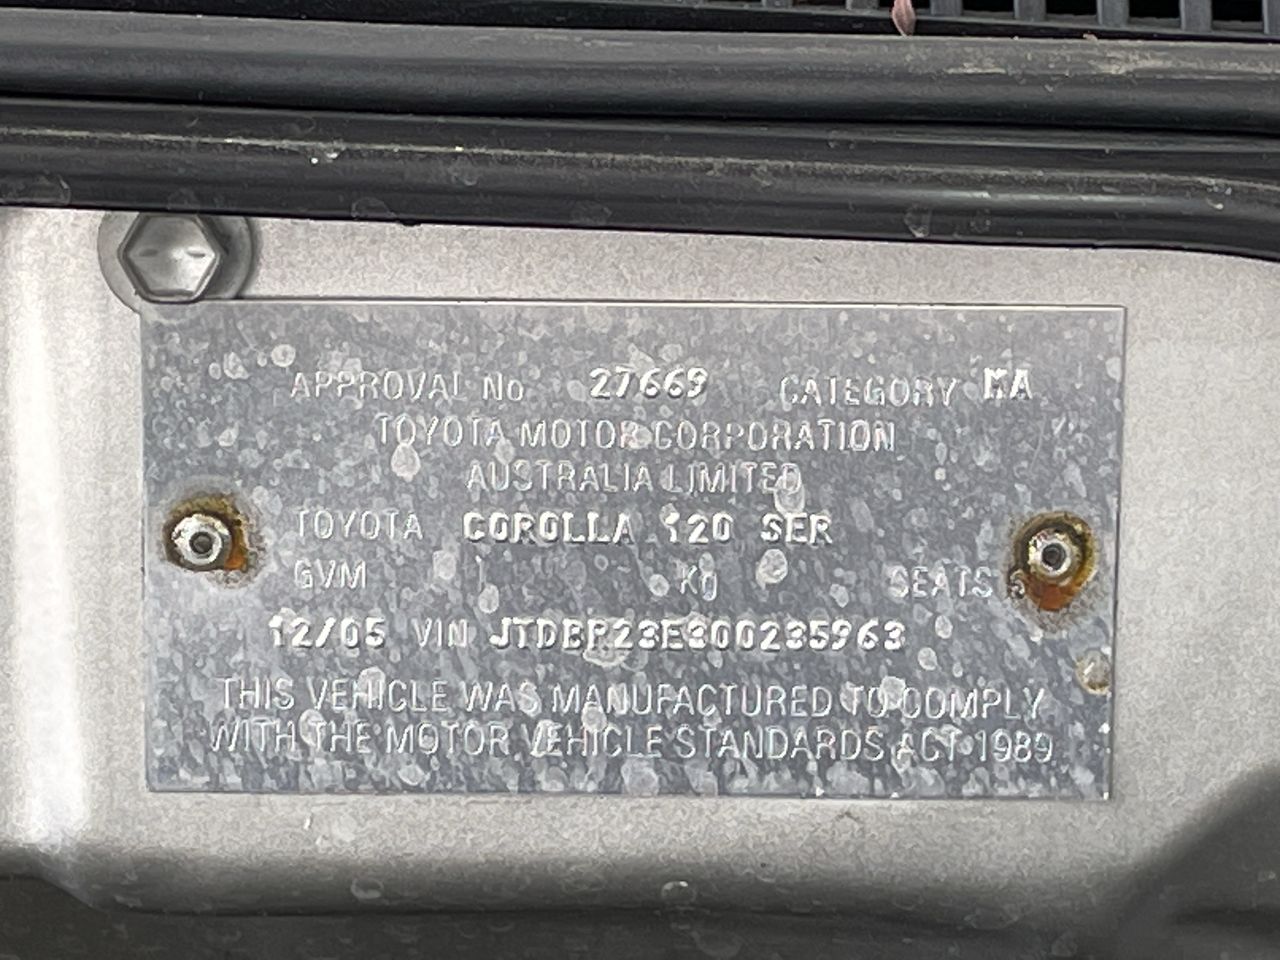 APPROVAL No 27669 CATEGORY MA
TOYOTA MOTOR CORPORATION
AUSTRALIA LIMITED
TOYOTA COROLLA 120 SER
GVM Kg SEATS 5
12/05 VIN JTDBR23E300235963
THIS VEHICLE WAS MANUFACTURED TO COMPLY
WITH THE MOTOR VEHICLE STANDARDS ACT 1989